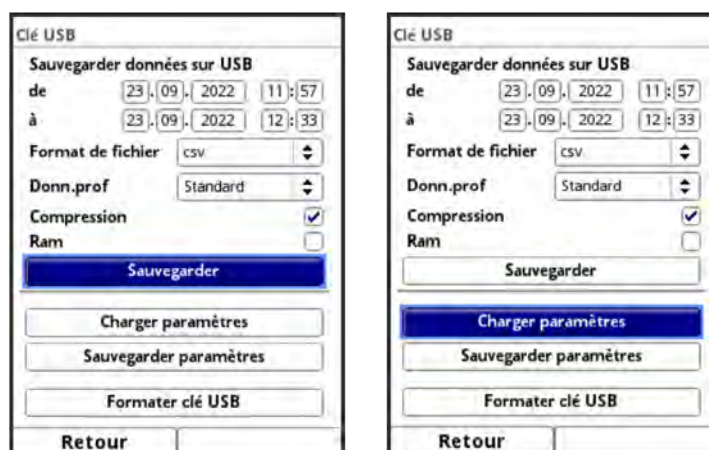 Clé USB
Sauvegarder données sur USB
de 23.09.2022 11:57
à 23.09.2022 12:33
Format de fichier csv
Donn.prof Standard
Compression
Ram
Sauvegarder
Charger paramètres
Sauvegarder paramètres
Formater clé USB
Retour
Clé USB
Sauvegarder données sur USB
de 23.09.2022 11:57
à 23.09.2022 12:33
Format de fichier csv
Donn.prof Standard
Compression
Ram
Sauvegarder
Charger paramètres
Sauvegarder paramètres
Formater clé USB
Retour